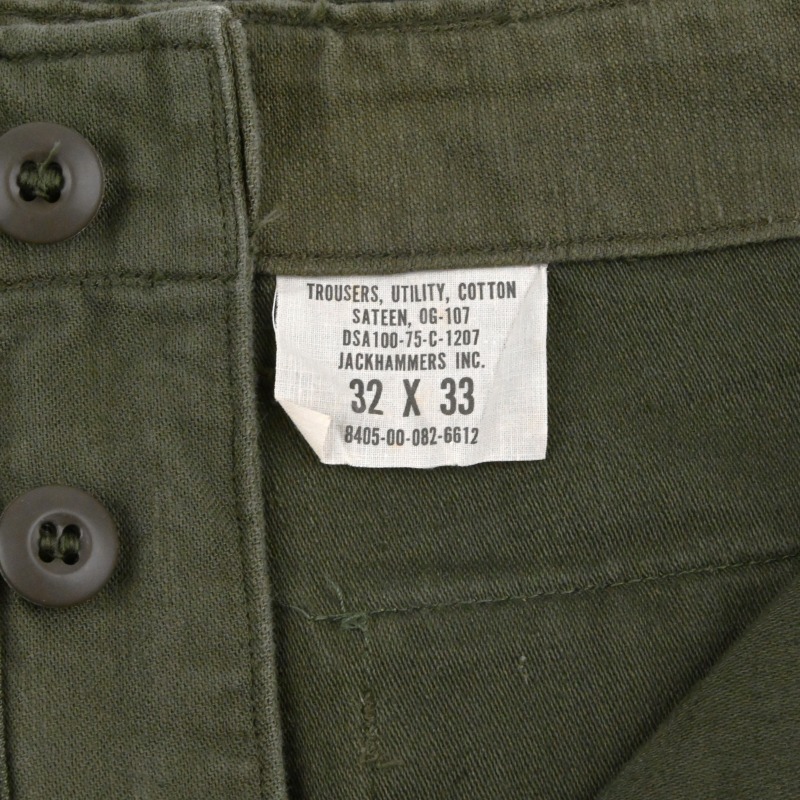 TROUSERS, UTILITY, COTTON
SATEEN, OG-107
DSA100-75-C-1207
JACKHAMMERS INC.
32 X 33
8405-00-082-6612